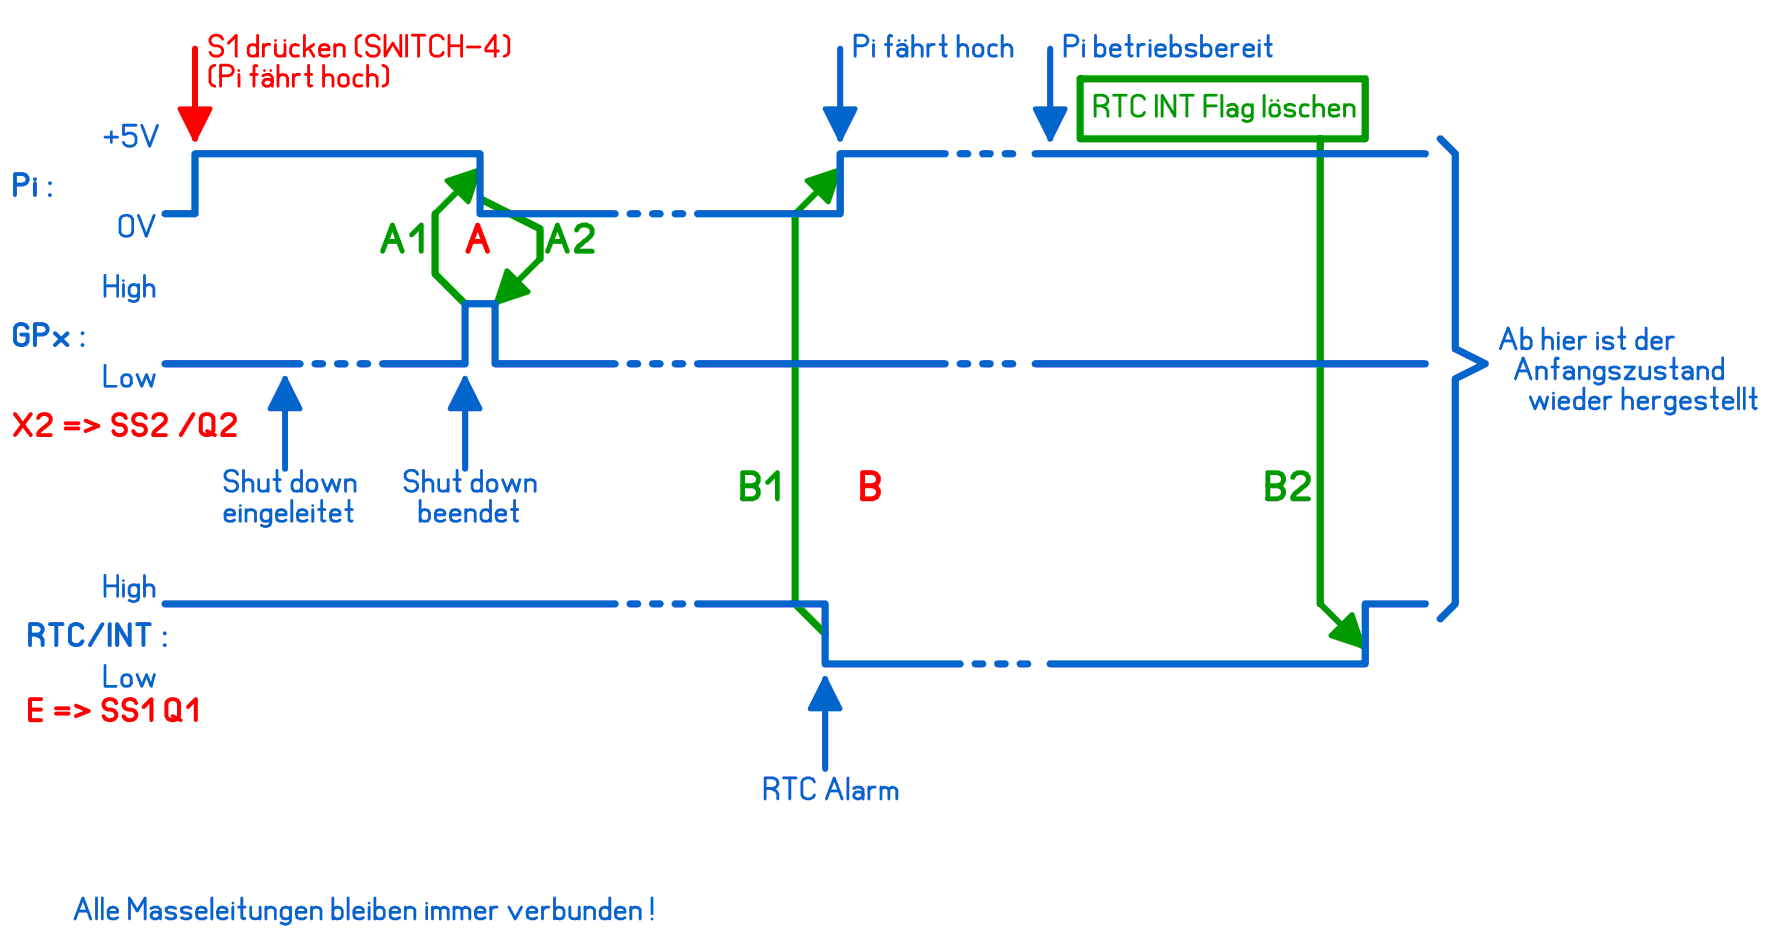 S1 drücken (SWITCH-4)
(Pi fährt hoch)
Pi fährt hoch
Pi betriebsbereit
RTC INT Flag löschen
+5V
Pi :
0V
A1
A
A2
High
GPx :
Low
Ab hier ist der
Anfangszustand
wieder hergestellt
X2 => SS2 /Q2
Shut down
eingeleitet
Shut down
beendet
B1
B
B2
High
RTC/INT :
Low
E => SS1 Q1
RTC Alarm
Alle Masseleitungen bleiben immer verbunden !